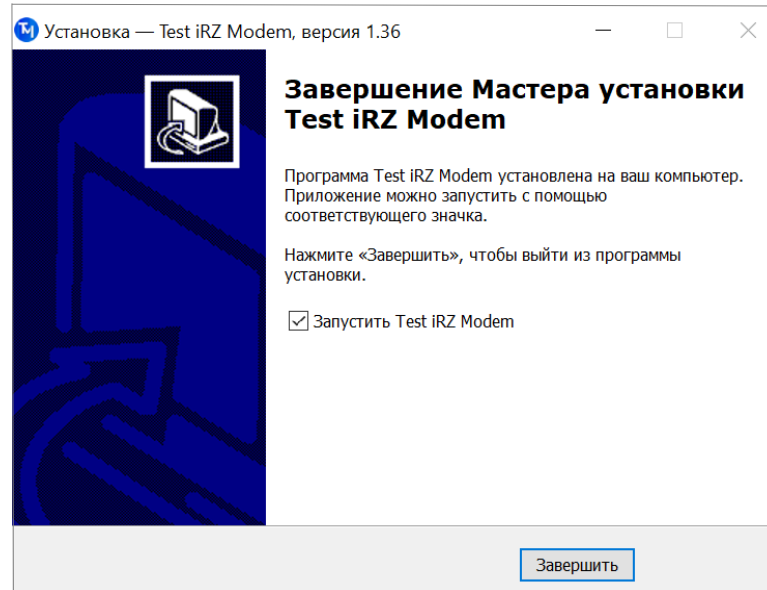 Установка — Test iRZ Modem, версия 1.36
Завершение Мастера установки
Test iRZ Modem
Программа Test iRZ Modem установлена на ваш компьютер.
Приложение можно запустить с помощью
соответствующего значка.
Нажмите «Завершить», чтобы выйти из программы
установки.
Запустить Test iRZ Modem
Завершить